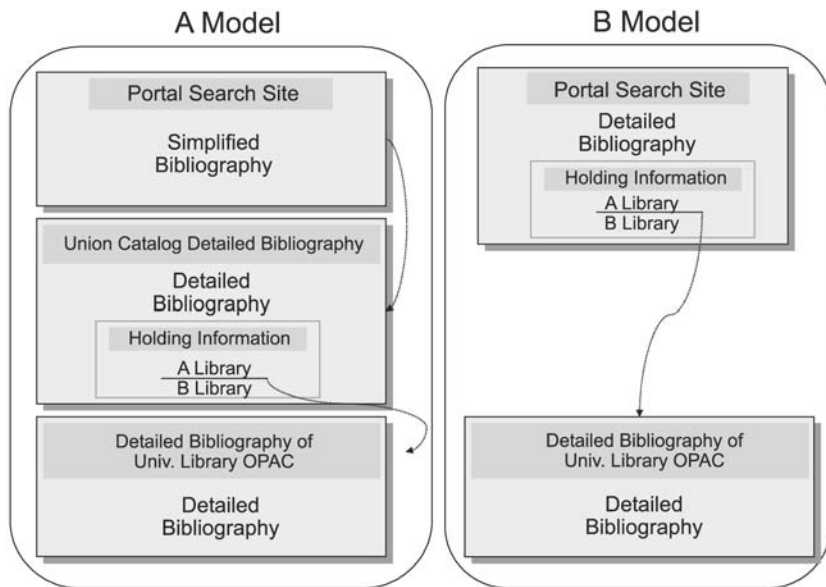 A Model
Portal Search Site
Simplified
Bibliography
Union Catalog Detailed Bibliography
Detailed
Bibliography
Holding Information
A Library
B Library
Detailed Bibliography of
Univ. Library OPAC
Detailed
Bibliography
B Model
Portal Search Site
Detailed
Bibliography
Holding Information
A Library
B Library
Detailed Bibliography of
Univ. Library OPAC
Detailed
Bibliography